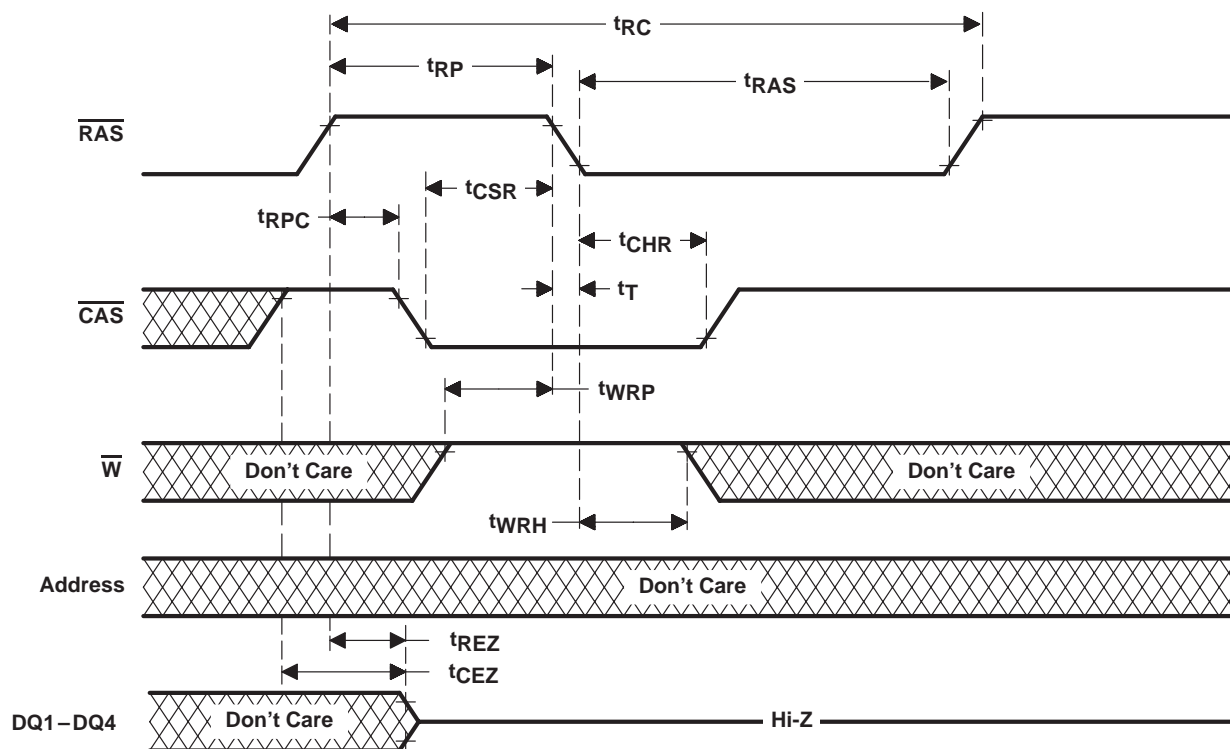 tRC
tRP
tRAS
RAS
tCSR
tRPC
tCHR
tT
CAS
tWRP
W
Don't Care
Don't Care
tWRH
Address
Don't Care
tREZ
tCEZ
DQ1–DQ4
Don't Care
Hi-Z